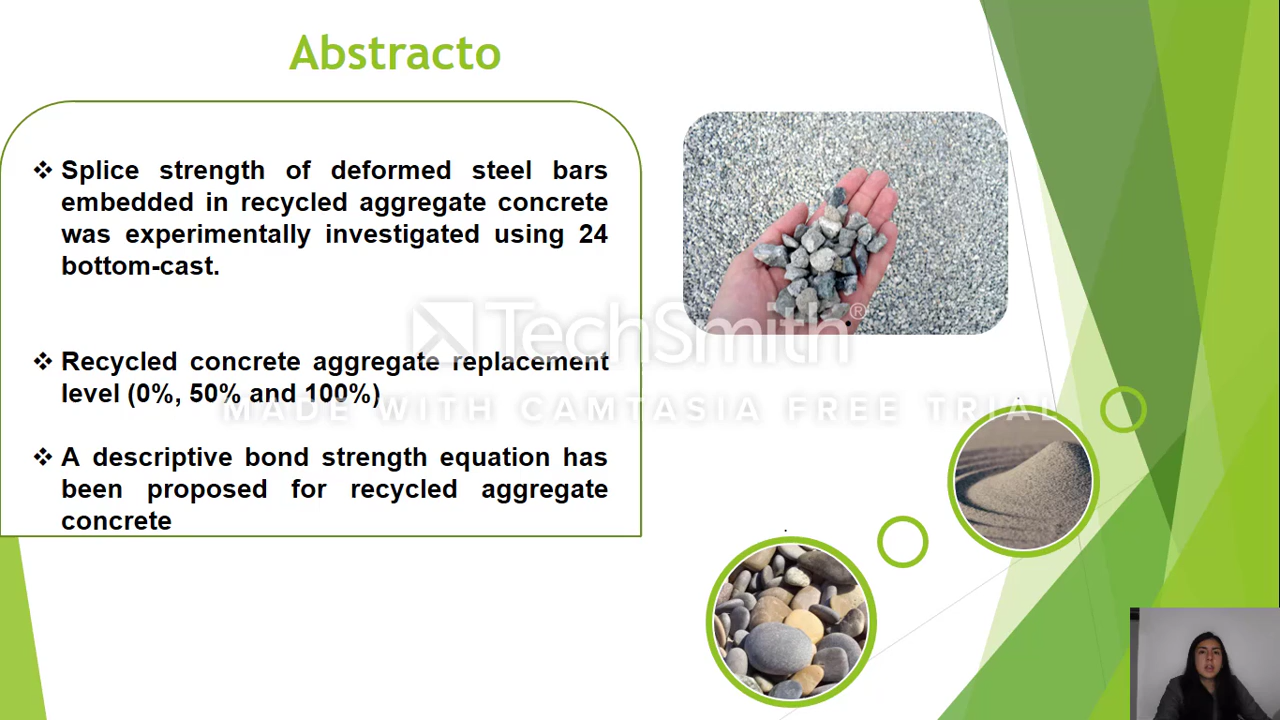 Abstracto
❖ Splice strength of deformed steel bars
embedded in recycled aggregate concrete
was experimentally investigated using 24
bottom-cast.
❖ Recycled concrete aggregate replacement
level (0%, 50% and 100%)
❖ A descriptive bond strength equation has
been proposed for recycled aggregate
concrete
TechSmith®
MADE WITH CAMTASIA FREE TRIAL